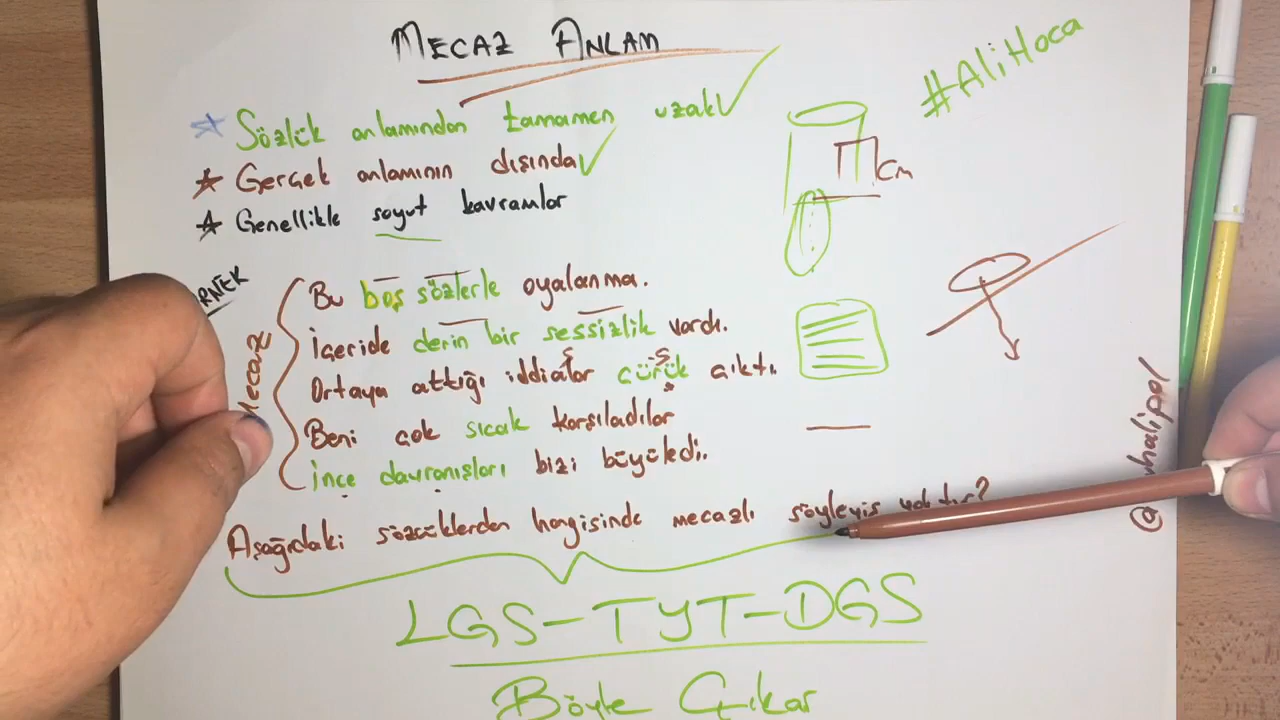 MECAZ ANLAM
#AliHoca
Sözlük anlamından tamamen uzak
Gerçek anlamının dışında
Genellikle soyut kavramlar
cm
RNEK
Mecaz
Bu boş sözlerle oyalanma.
İçeride derin bir sessizlik vardı.
Ortaya attığı iddialar çürük çıktı.
Beni çok sıcak karşıladılar
İnce davranışları bizi büyüledi.
Aşağıdaki sözcüklerden hangisinde mecazlı söyleyiş yoktur?
LGS-TYT-DGS
Böyle Çıkar